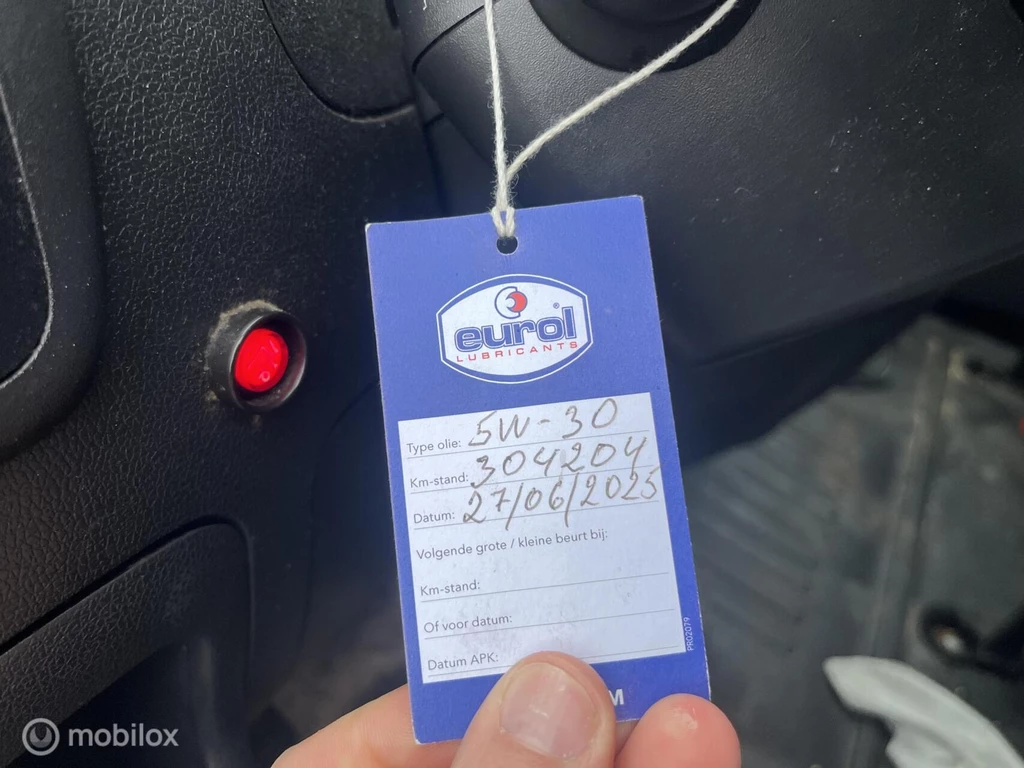 eurol®
LUBRICANTS
Type olie: 5W-30
Km-stand: 304204
Datum: 27/06/2025
Volgende grote / kleine beurt bij:
Km-stand:
Of voor datum:
Datum APK:
PR02079
M
mobilox